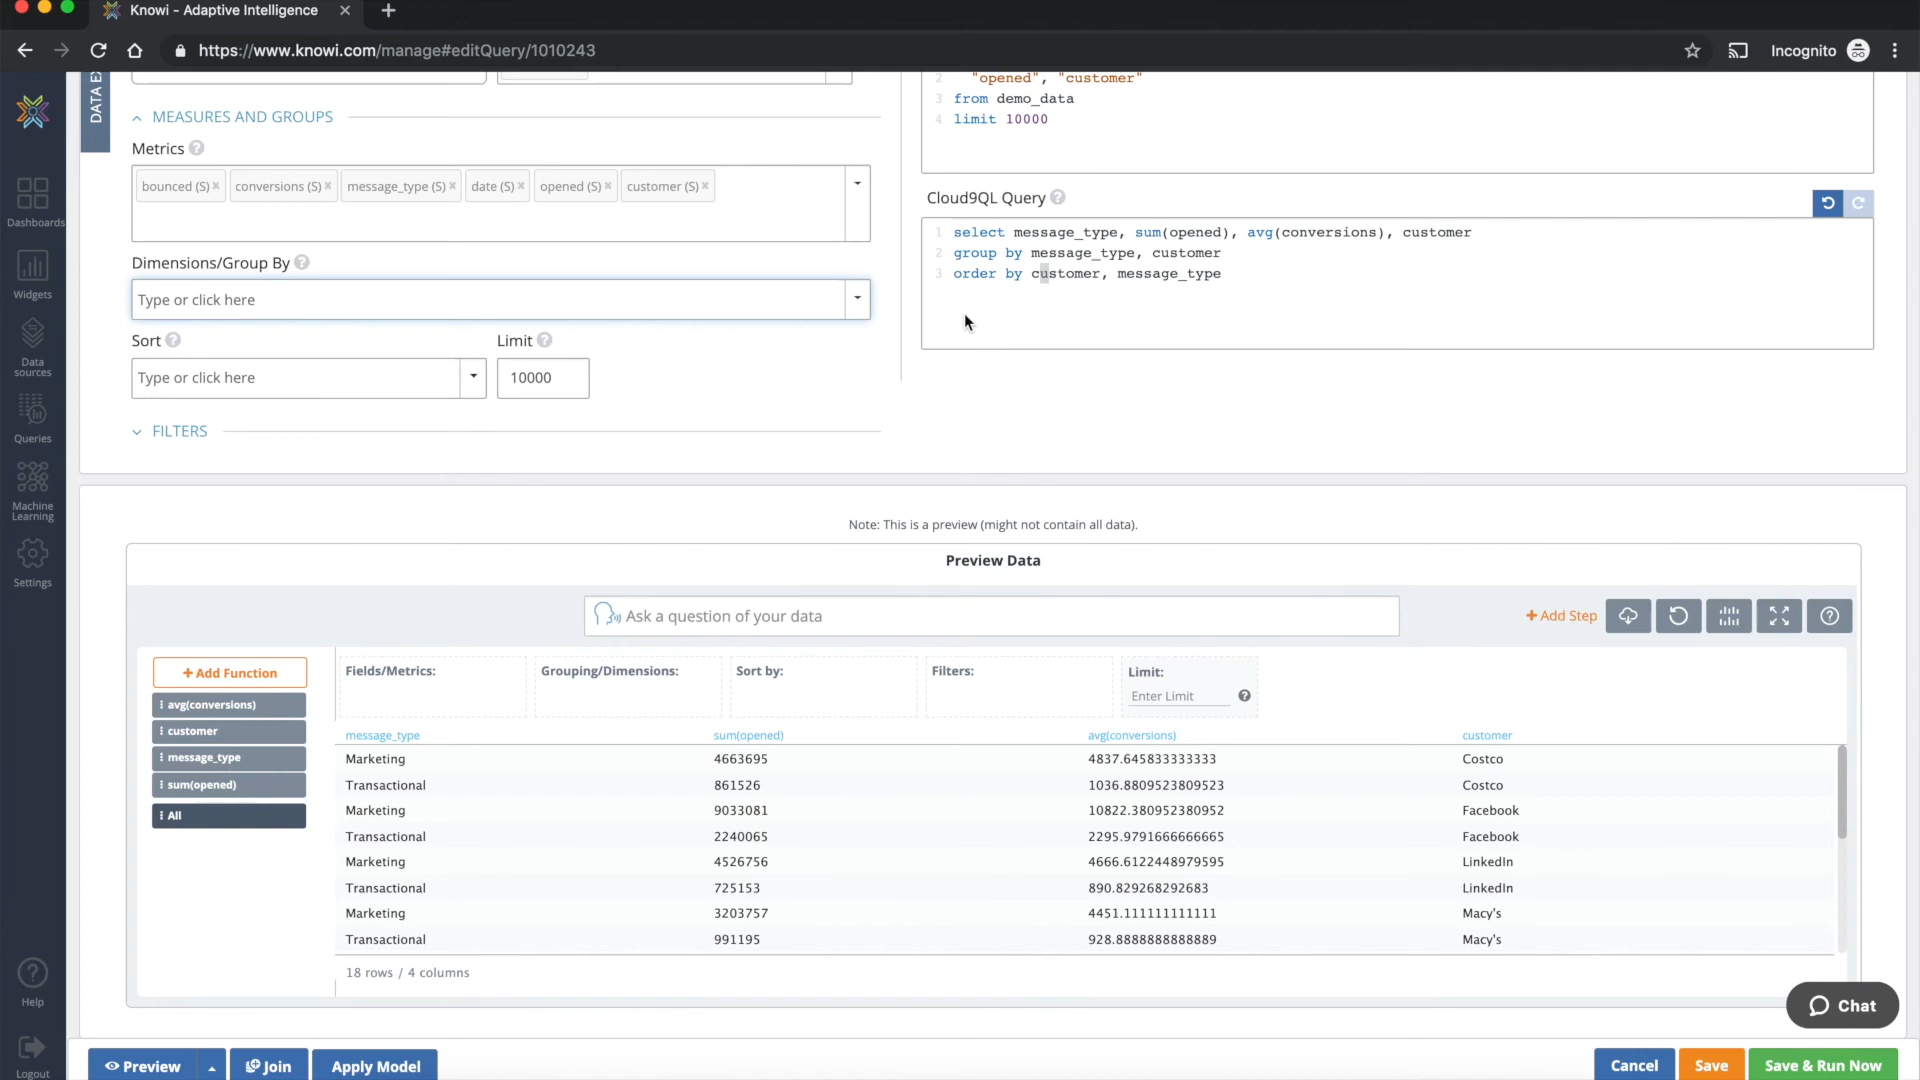 Knowi - Adaptive Intelligence
https://www.knowi.com/manage#editQuery/1010243
Incognito
Dashboards
Widgets
Data
sources
Queries
Machine
Learning
Settings
Help
Logout
MEASURES AND GROUPS
Metrics
bounced (S)× conversions (S)× message_type (S)× date (S)× opened (S)× customer (S)×
Dimensions/Group By
Type or click here
Sort
Limit
Type or click here
10000
FILTERS
2 "opened", "customer"
3 from demo_data
4 limit 10000
Cloud9QL Query
1 select message_type, sum(opened), avg(conversions), customer
2 group by message_type, customer
3 order by customer, message_type
Note: This is a preview (might not contain all data).
Preview Data
Ask a question of your data
+ Add Step
+ Add Function
avg(conversions)
customer
message_type
sum(opened)
All
Fields/Metrics: Grouping/Dimensions: Sort by: Filters: Limit:
Enter Limit
message_type sum(opened) avg(conversions) customer
Marketing 4663695 4837.645833333333 Costco
Transactional 861526 1036.8809523809523 Costco
Marketing 9033081 10822.380952380952 Facebook
Transactional 2240065 2295.9791666666665 Facebook
Marketing 4526756 4666.6122448979595 LinkedIn
Transactional 725153 890.829268292683 LinkedIn
Marketing 3203757 4451.111111111111 Macy's
Transactional 991195 928.8888888888889 Macy's
18 rows / 4 columns
Chat
Preview
Join
Apply Model
Cancel
Save
Save & Run Now